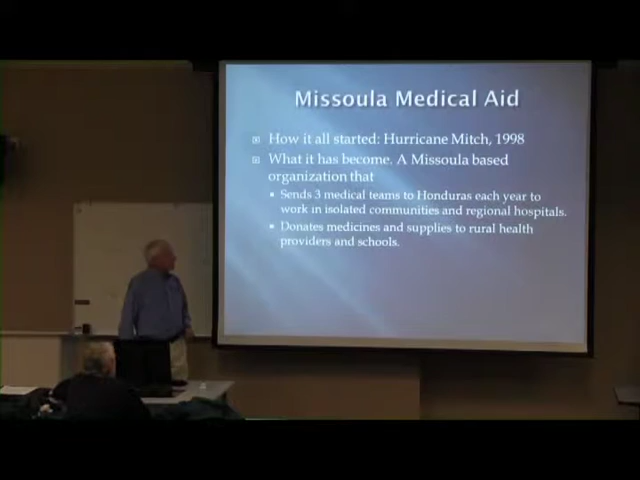 Missoula Medical Aid
How it all started: Hurricane Mitch, 1998
What it has become. A Missoula based
organization that
Sends 3 medical teams to Honduras each year to
work in isolated communities and regional hospitals.
Donates medicines and supplies to rural health
providers and schools.